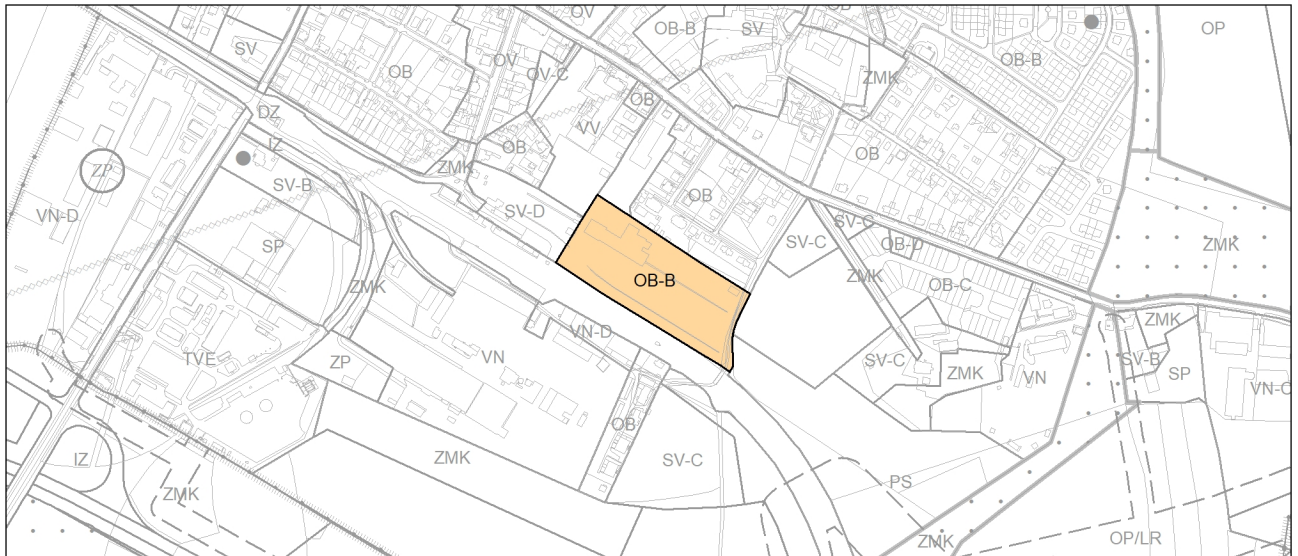 OV
OB
OP
SV
OB-B
SV
OB
OV
OV-C
ZMK
OB-B
OB
DZ
IZ
VV
OB
ZMK
OB
ZP
SV-B
SV-D
OB
SV-C
VN-D
SP
SV-C
OB-D
ZMK
ZMK
OB-B
OB-C
ZMK
ZMK
VN-D
TVE
VN
SV-B
ZP
SV-C
ZMK
VN
SP
VN-C
OB
IZ
ZMK
SV-C
PS
ZMK
ZMK
OP/LR